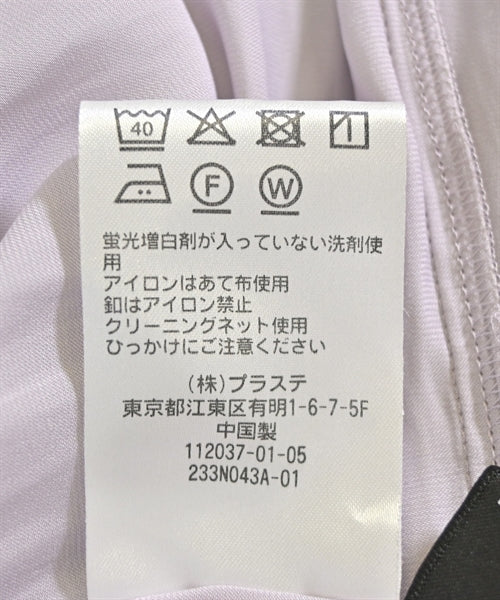 40
F W
蛍光増白剤が入っていない洗剤使
用
アイロンはあて布使用
釦はアイロン禁止
クリーニングネット使用
ひっかけにご注意ください
(株)プラステ
東京都江東区有明1-6-7-5F
中国製
112037-01-05
233N043A-01